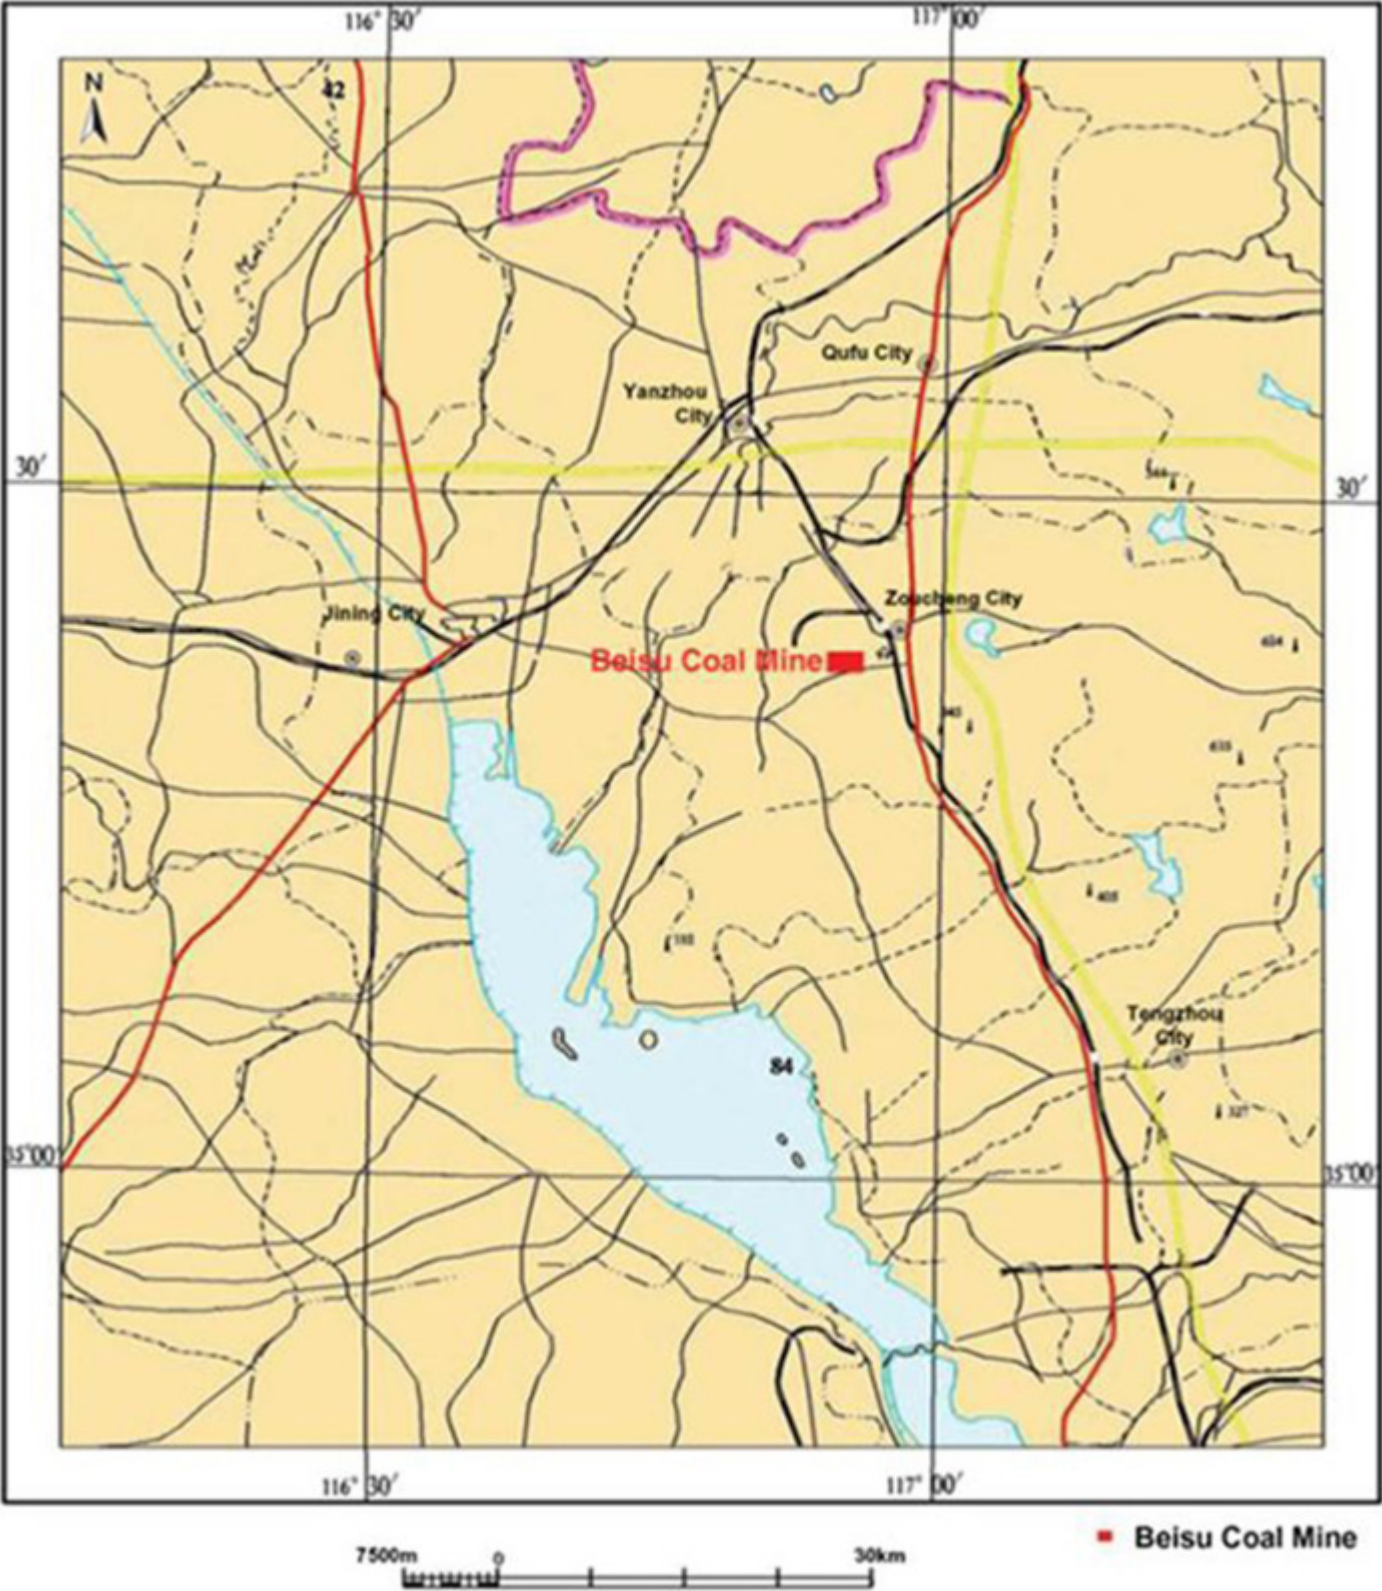 116° 30′
117° 00′
N
42
Qufu City
Yanzhou
City
30′
30′
Zoucheng City
Jining City
Beisu Coal Mine
Tengzhou
City
84
327
35°00′
35°00′
116° 30′
117° 00′
Beisu Coal Mine
7500m
0
30km